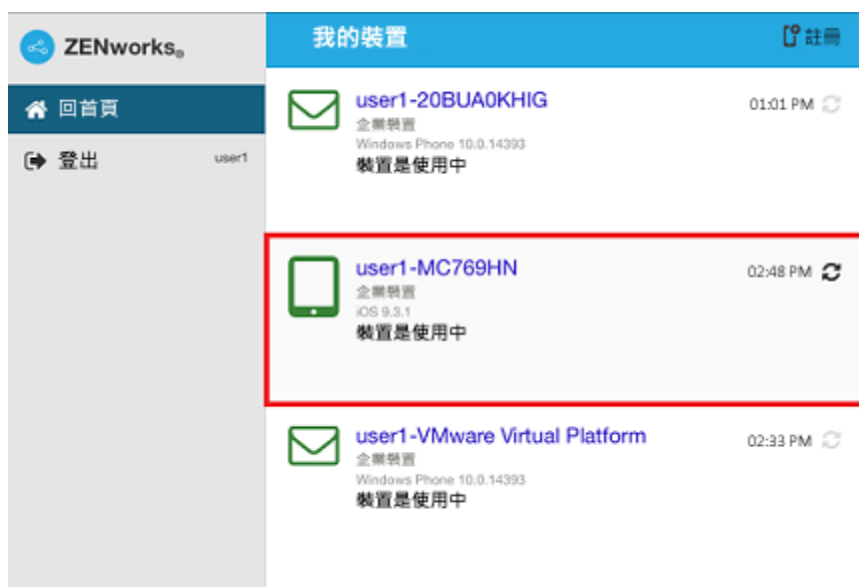 ZENworks®
我的裝置
註冊
回首頁
登出 user1
user1-20BUA0KHIG 01:01 PM
企業裝置
Windows Phone 10.0.14393
裝置是使用中
user1-MC769HN 02:48 PM
企業裝置
iOS 9.3.1
裝置是使用中
user1-VMware Virtual Platform 02:33 PM
企業裝置
Windows Phone 10.0.14393
裝置是使用中